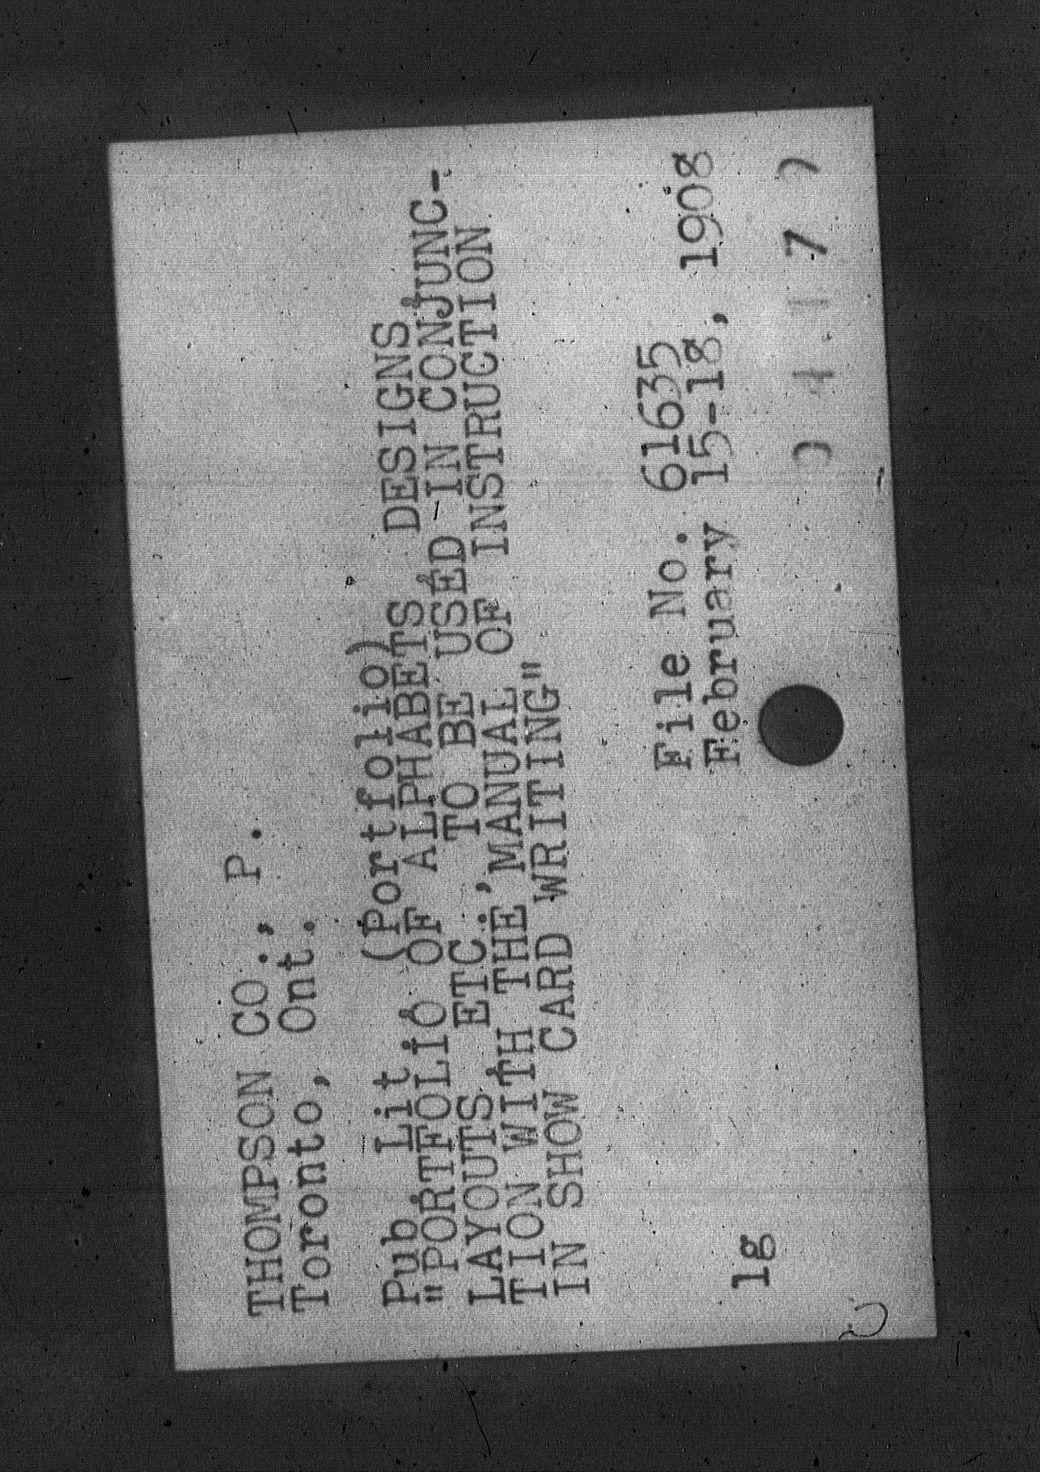 THOMPSON CO., P.
Toronto, Ont.
Pub Lit (Portfolio)
"PORTFOLIO OF ALPHABETS DESIGNS
LAYOUTS ETC. TO BE USED IN CONJUNC-
TION WITH THE 'MANUAL OF INSTRUCTION
IN SHOW CARD WRITING"
File No. 61635
February 15-18, 1908
lg